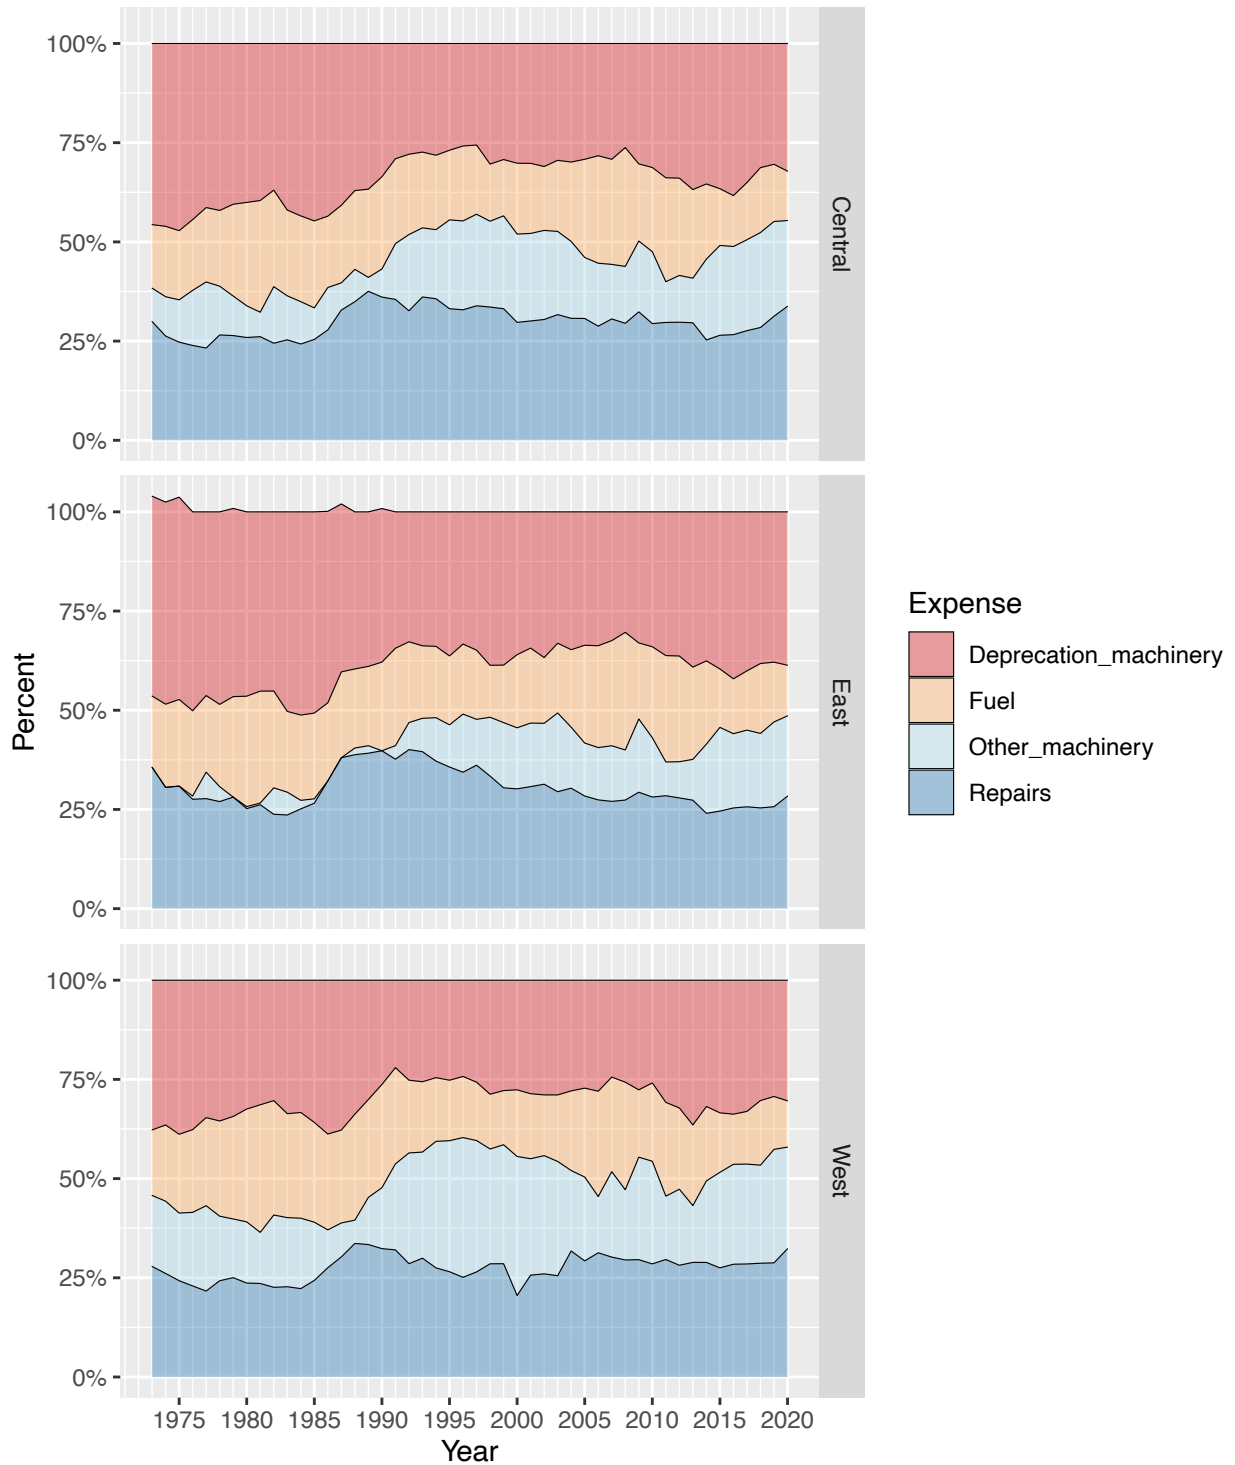 100%
75%
50%
25%
0%
Central
100%
75%
50%
25%
0%
East
100%
75%
50%
25%
0%
West
1975 1980 1985 1990 1995 2000 2005 2010 2015 2020
Year
Percent
Expense
Deprecation_machinery
Fuel
Other_machinery
Repairs